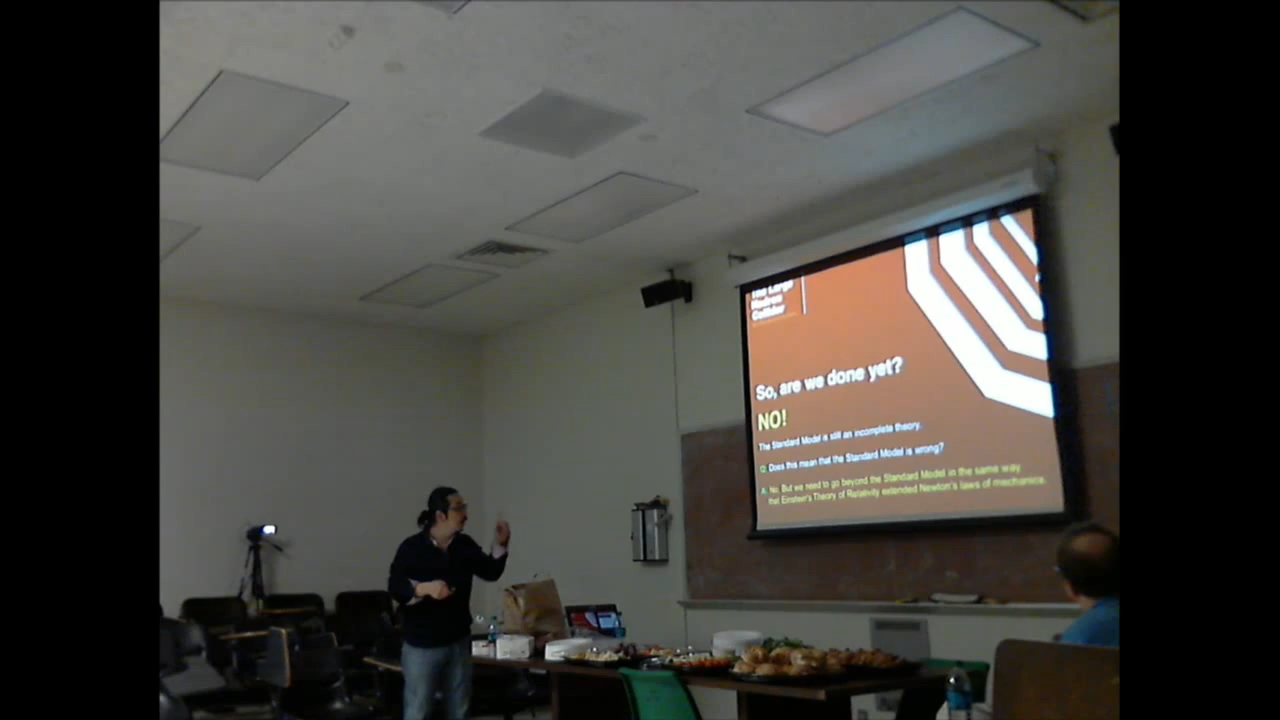 The Large
Hadron
Collider
So, are we done yet?
NO!
The Standard Model is still an incomplete theory.
Q: Does this mean that the Standard Model is wrong?
A: No. But we need to go beyond the Standard Model in the same way
that Einstein's Theory of Relativity extended Newton's laws of mechanics.